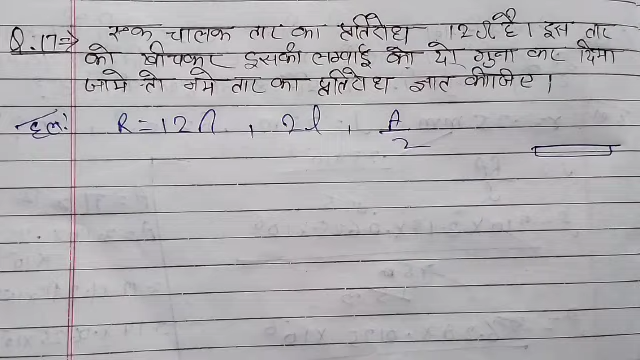 Q.17⇒ एक चालक तार का प्रतिरोध 12Ω है। इस तार
को खीचकर इसकी लम्बाई को दो गुना कर दिया
जाये तो नये तार का प्रतिरोध ज्ञात कीजिए।
हल: R = 12Ω , 2l , A/2